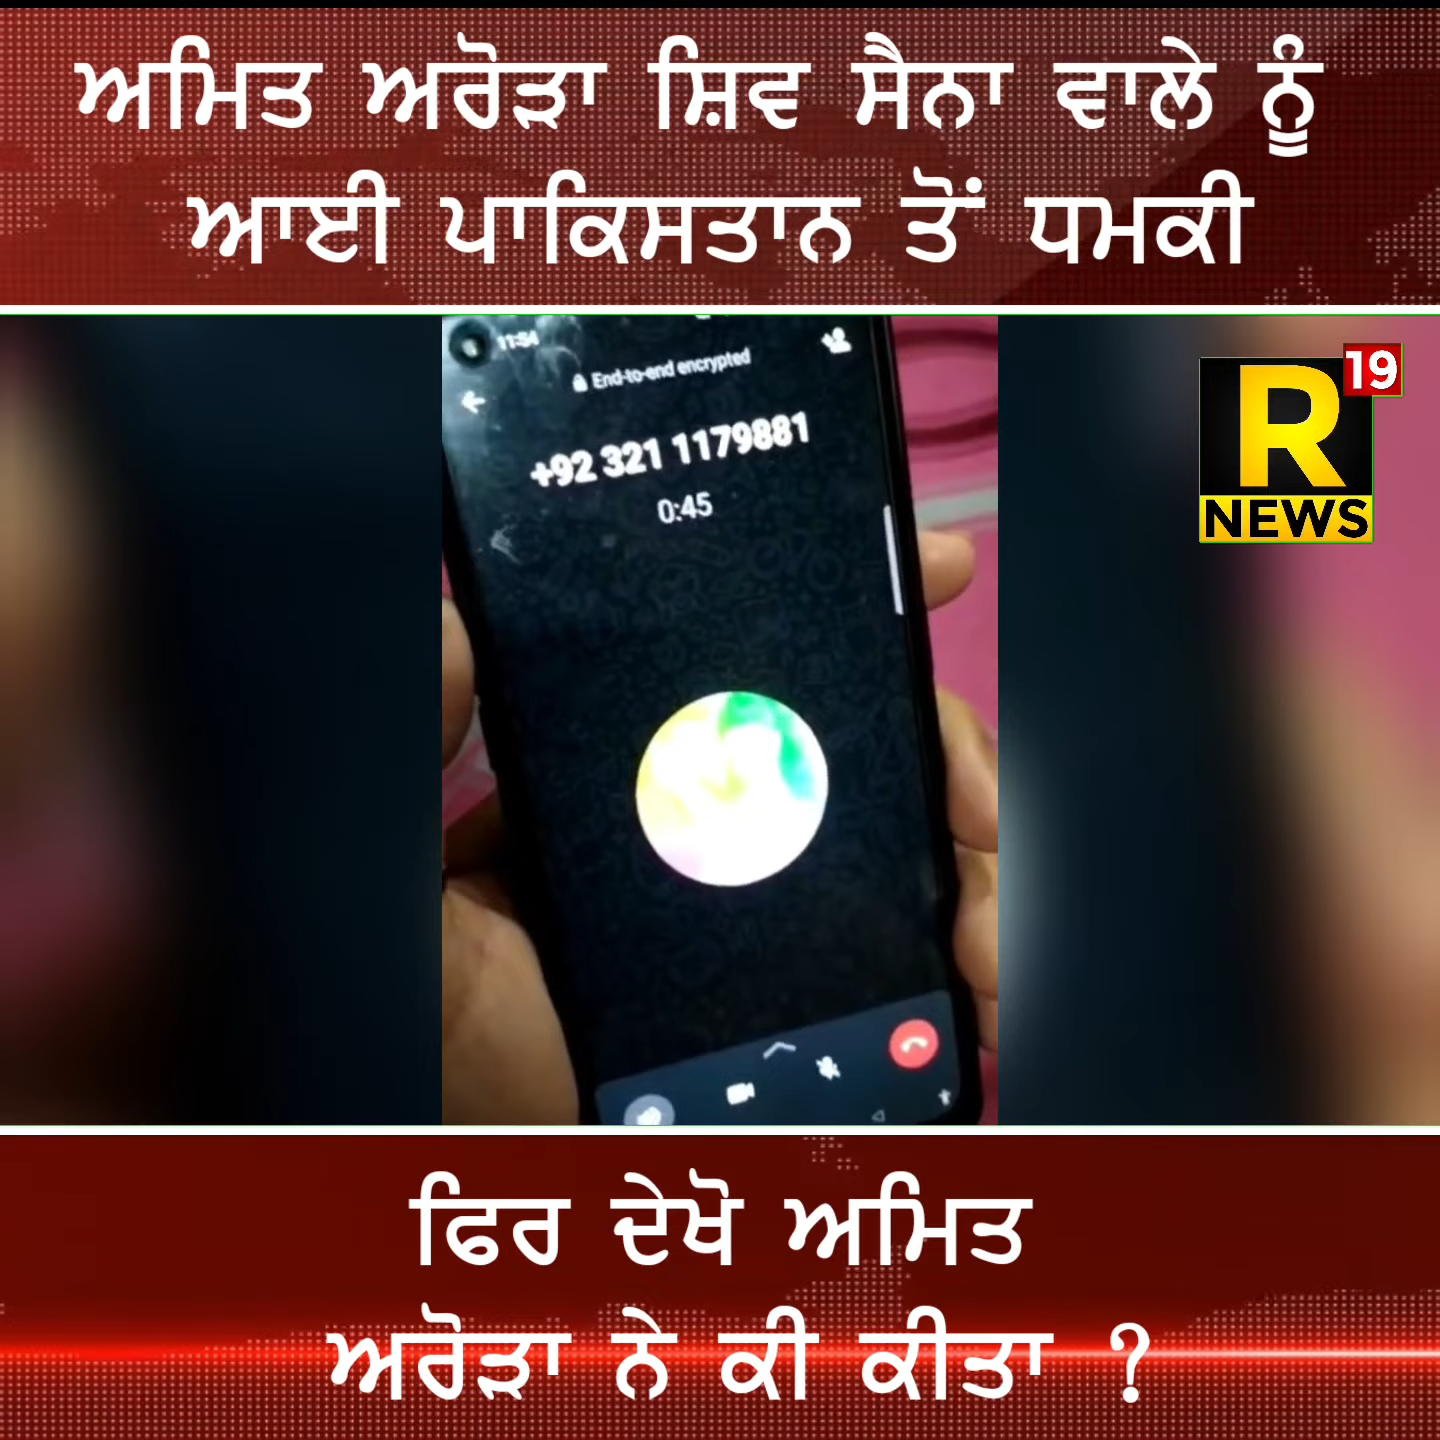 ਅਮਿਤ ਅਰੋੜਾ ਸ਼ਿਵ ਸੈਨਾ ਵਾਲੇ ਨੂੰ
ਆਈ ਪਾਕਿਸਤਾਨ ਤੋਂ ਧਮਕੀ
11:54
End-to-end encrypted
+92 321 1179881
0:45
R 19
NEWS
ਫਿਰ ਦੇਖੋ ਅਮਿਤ
ਅਰੋੜਾ ਨੇ ਕੀ ਕੀਤਾ ?